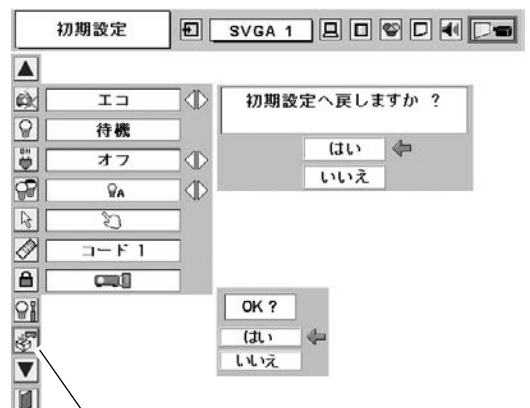 初期設定
SVGA 1
エコ
待機
ON
オフ
A
コード 1
初期設定へ戻しますか ?
はい
いいえ
OK ?
はい
いいえ